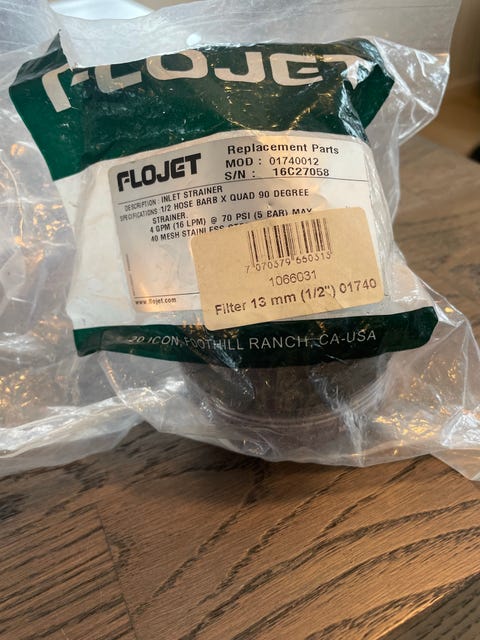 FLOJET
FLOJET
Replacement Parts
MOD : 01740012
S/N : 16C27058
DESCRIPTION : INLET STRAINER
SPECIFICATIONS : 1/2 HOSE BARB X QUAD 90 DEGREE
STRAINER.
4 GPM (16 LPM) @ 70 PSI (5 BAR) MAX
40 MESH STAINLESS
7 070379 660313
1066031
Filter 13 mm (1/2") 01740
www.flojet.com
20 ICON, FOOTHILL RANCH, CA-USA